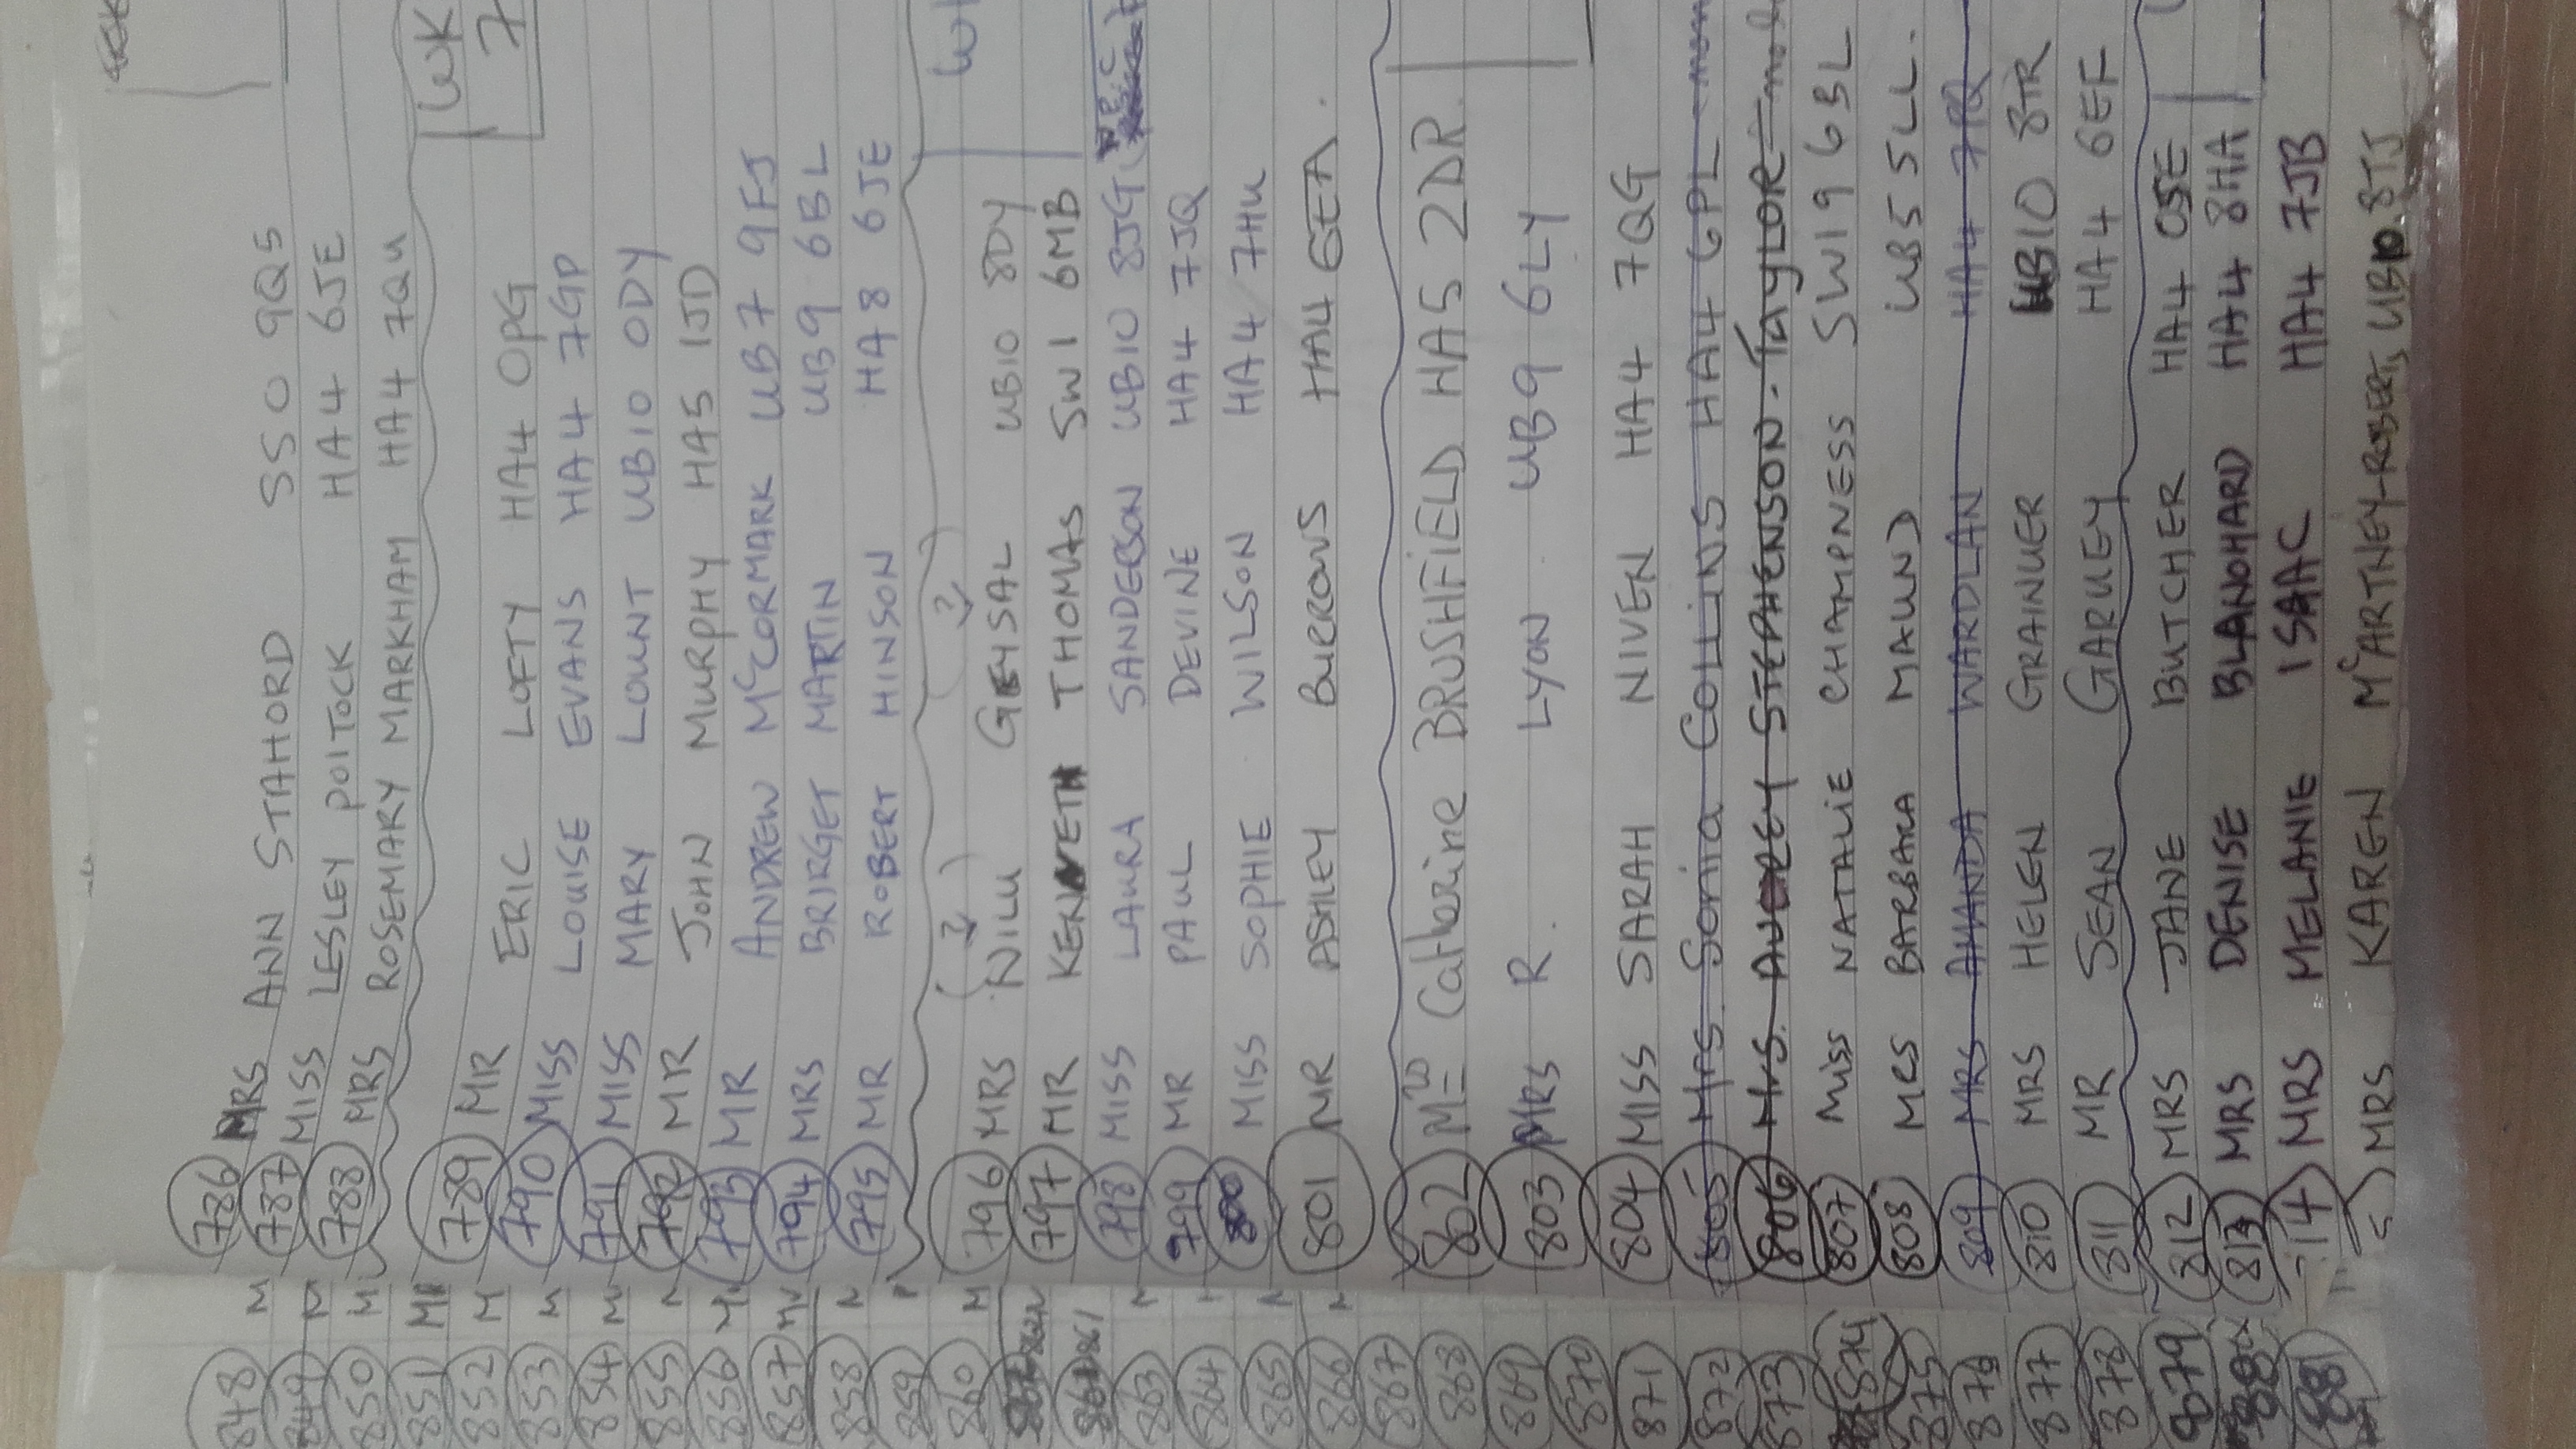 786 MRS ANN STAHORD SS0 9QS
787 MISS LESLEY POITOCK HA4 6JE
788 MRS ROSEMARY MARKHAM HA4 7QU
789 MR ERIC LOFTY HA4 0PG WK 7
790 MISS LOUISE EVANS HA4 7GP
791 MISS MARY LOUNT UB10 0DY
792 MR JOHN MURPHY HA5 1JD
793 MR ANDREW McCORMARK UB7 9FJ
794 MRS BRIRGET MARTIN UB9 6BL
795 MR ROBERT HINSON HA8 6JE
(?) (?)
796 MRS NILU GEYSAL UB10 8DY
797 MR KENNETH THOMAS SW1 6MB
798 MISS LAURA SANDERSON UB10 8JG
799 MR PAUL DEVINE HA4 7JQ
800 MISS SOPHIE WILSON HA4 7HU
801 MR ASHLEY BURROWS HA4 6EA.
802 Catherine BRUSHFIELD HA5 2DR.
803 MRS R. LYON UB9 6LY
804 MISS SARAH NIVEN HA4 7QG
805 Mrs. Sonia COLLINS HA4 6PL
806 Mrs. AUDREY STEPHENSON-TAYLOR
807 Miss NATALIE CHAMPNESS SW19 6BL
808 MRS BARBARA MAUND UB5 5LL.
809 MRS AMANDA WARDLAN HA4 7PQ
810 MRS HELEN GRAINUER UB10 8TR
811 MR SEAN GARUEY HA4 6EF
812 MRS JANE BUTCHER HA4 0SE
813 MRS DENISE BLANCHARD HA4 8HA
14 MRS MELANIE ISAAC HA4 7JB
5 MRS KAREN McARTNEY-ROBERTS UB10. 8TJ
848 M
849 M
850 M
851 MR
852 M
853 M
854 M
855
856 M
857 M
858
859
860 M
861
863
864
865
866
867
868
869
870
871
872
873
874
875
876
877
878
879
880
881